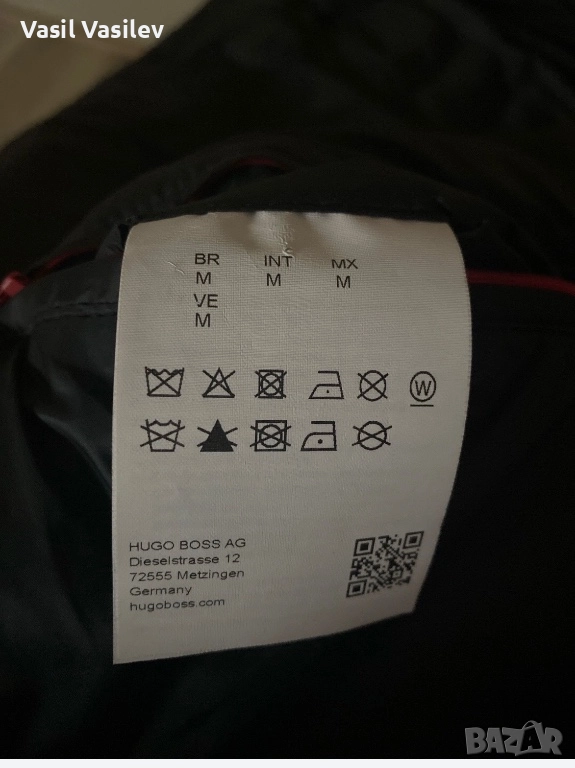 Vasil Vasilev
BR INT MX
M M M
VE
M
W
HUGO BOSS AG
Dieselstrasse 12
72555 Metzingen
Germany
hugoboss.com
BAZAR